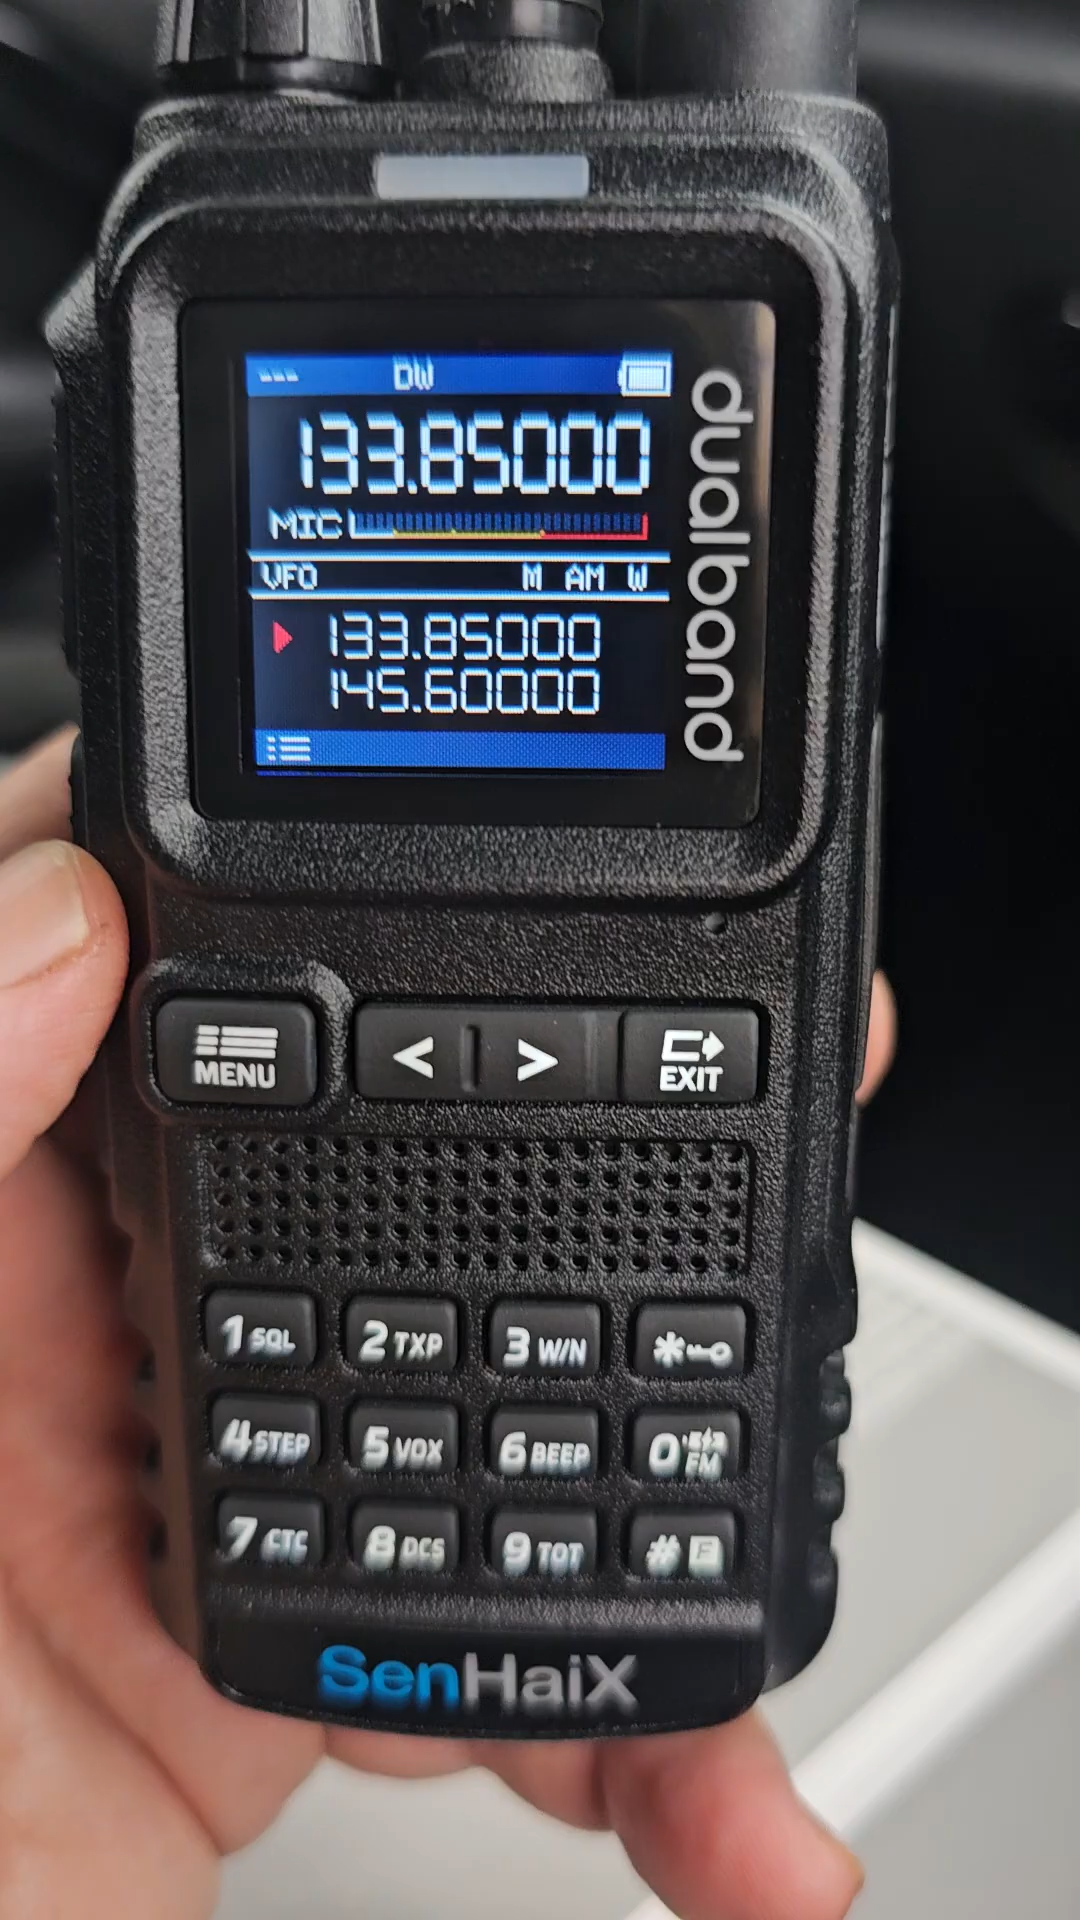 --- DW
133.85000
MIC
VFO M AM W
133.85000
145.60000
dualband
MENU < > EXIT
1 SQL 2 TXP 3 W/N *
4 STEP 5 VOX 6 BEEP 0 FM
7 CTC 8 DCS 9 TOT #
SenHaiX